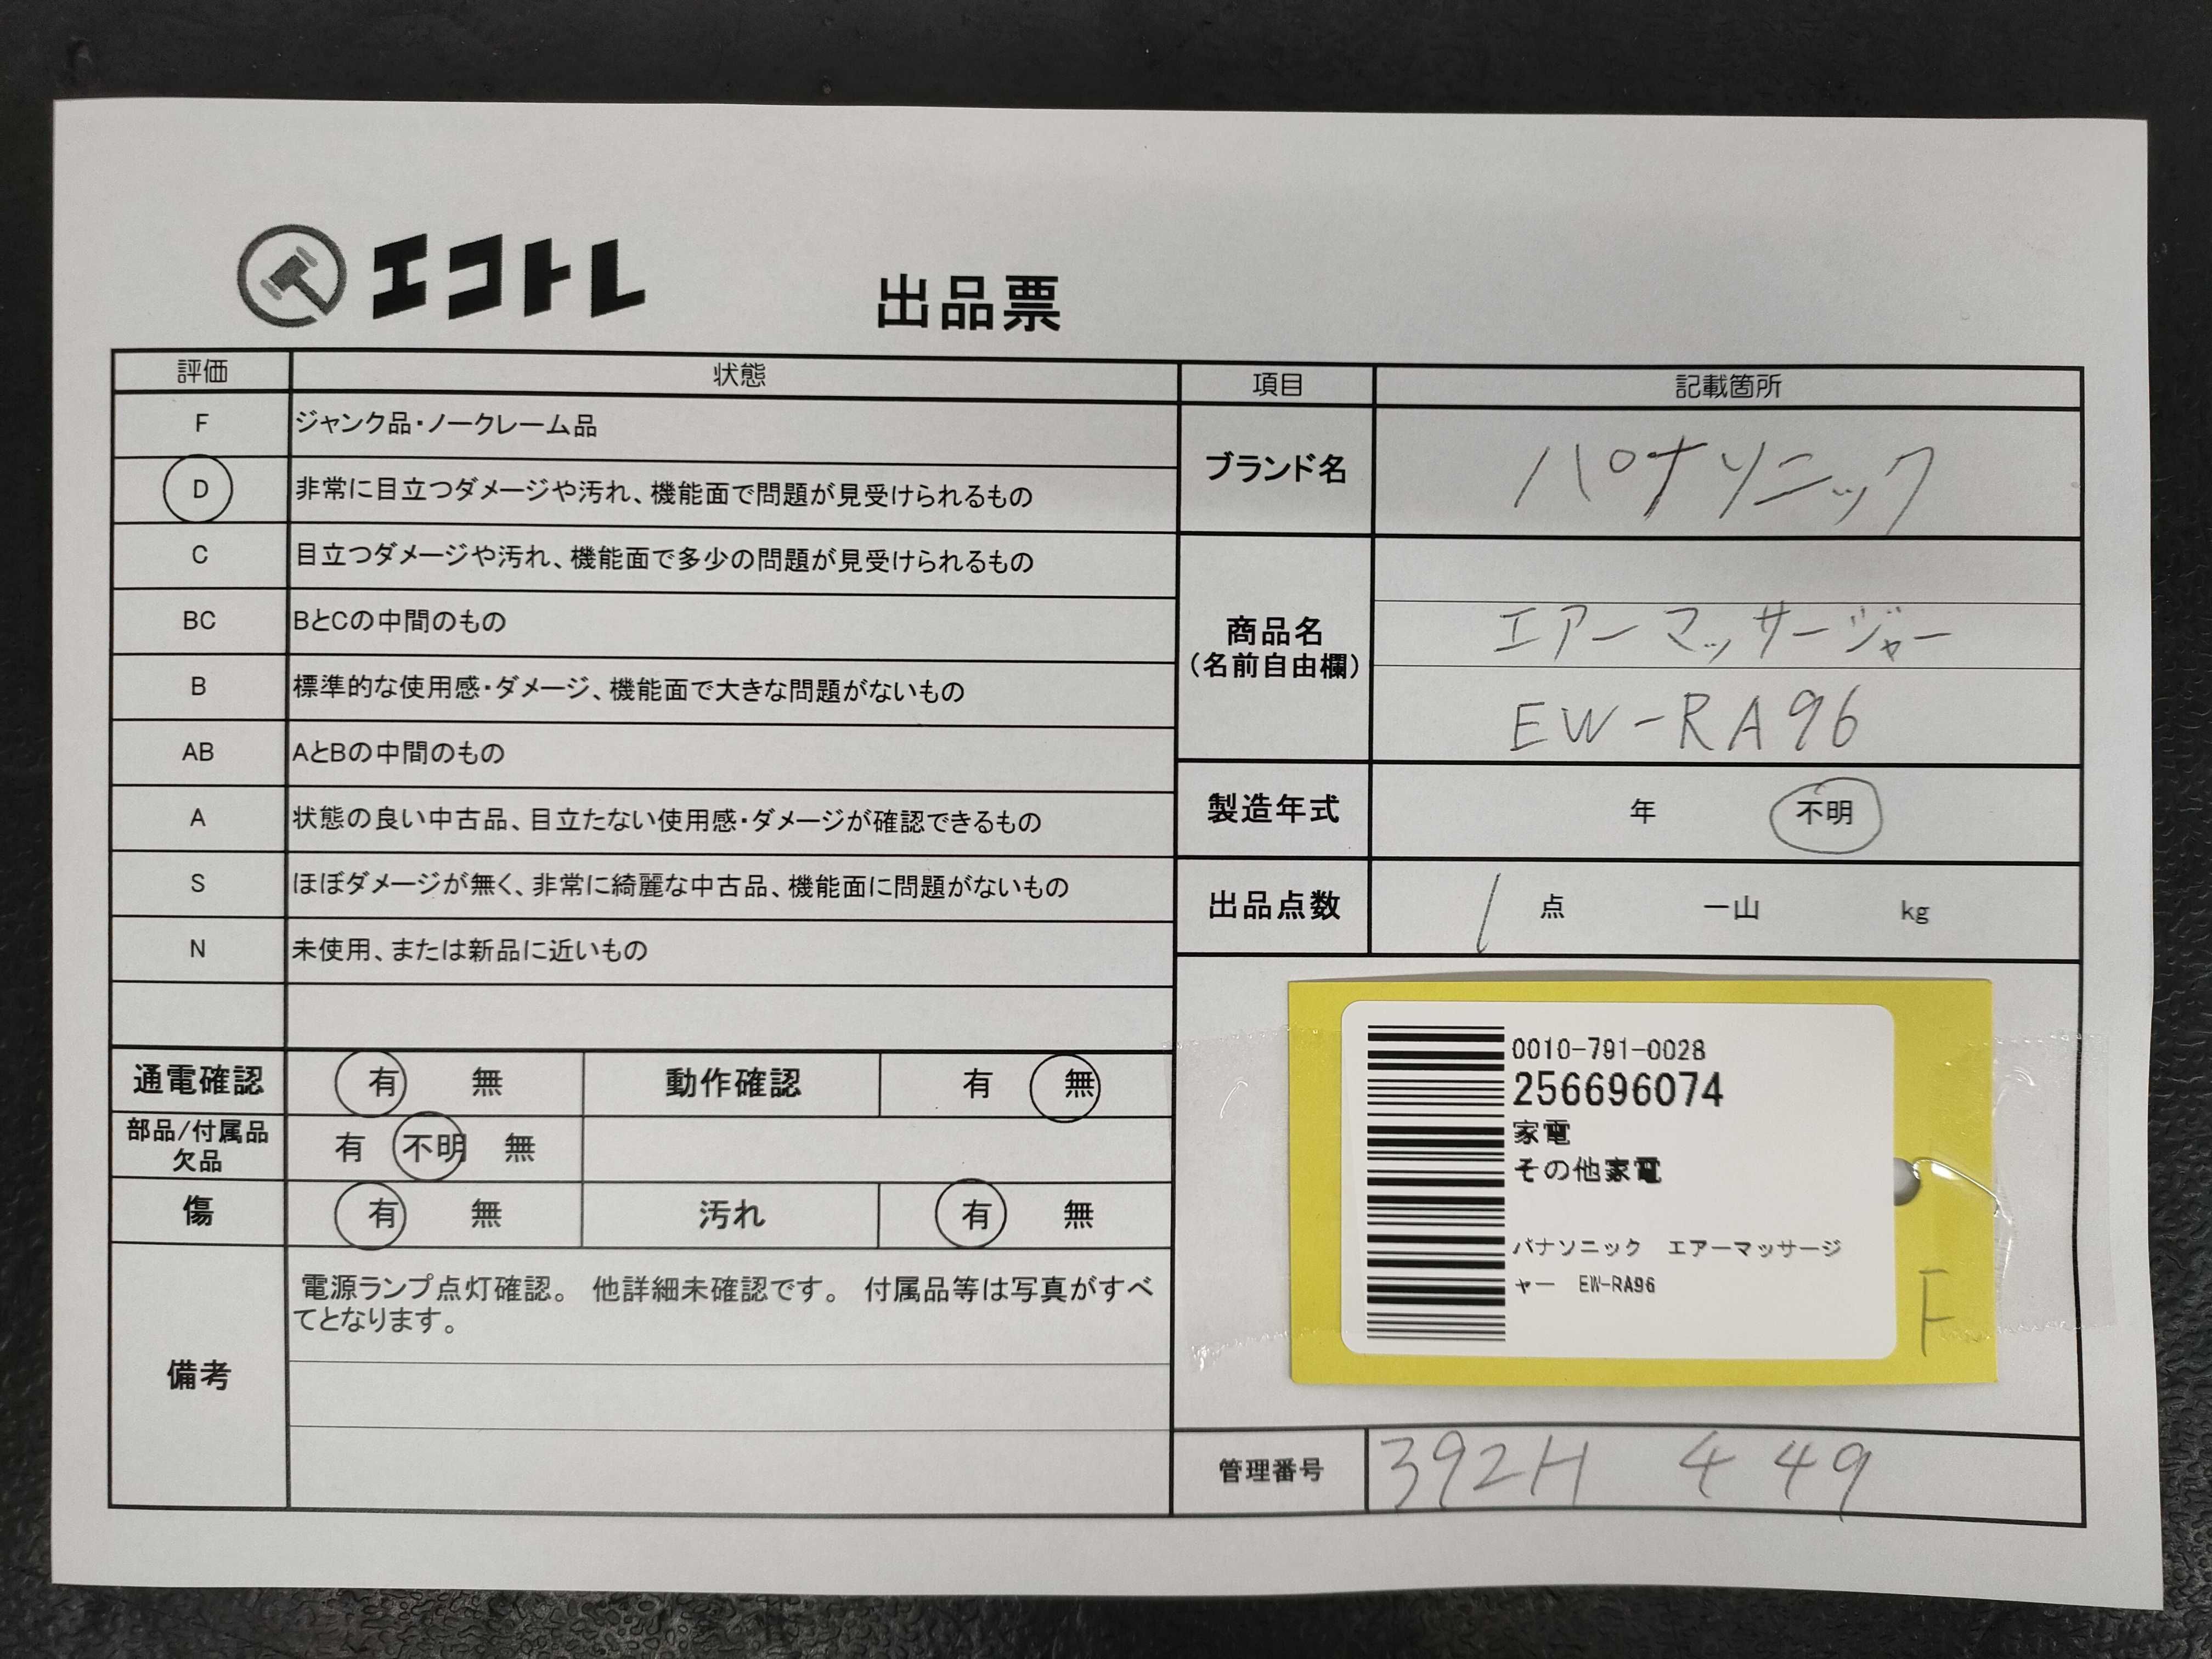 エコトレ
出品票
評価 状態
F ジャンク品・ノークレーム品
D 非常に目立つダメージや汚れ、機能面で問題が見受けられるもの
C 目立つダメージや汚れ、機能面で多少の問題が見受けられるもの
BC BとCの中間のもの
B 標準的な使用感・ダメージ、機能面で大きな問題がないもの
AB AとBの中間のもの
A 状態の良い中古品、目立たない使用感・ダメージが確認できるもの
S ほぼダメージが無く、非常に綺麗な中古品、機能面に問題がないもの
N 未使用、または新品に近いもの
通電確認 有 無 動作確認 有 無
部品/付属品
欠品
有 不明 無
傷 有 無 汚れ 有 無
備考
電源ランプ点灯確認。 他詳細未確認です。 付属品等は写真がすべ
てとなります。
項目 記載箇所
ブランド名 パナソニック
商品名
(名前自由欄)
エアーマッサージャー
EW-RA96
製造年式 年 不明
出品点数 1 点 一山 kg
0010-791-0028
256696074
家電
その他家電
パナソニック エアーマッサージ
ャー EW-RA96
F
管理番号 392H 449